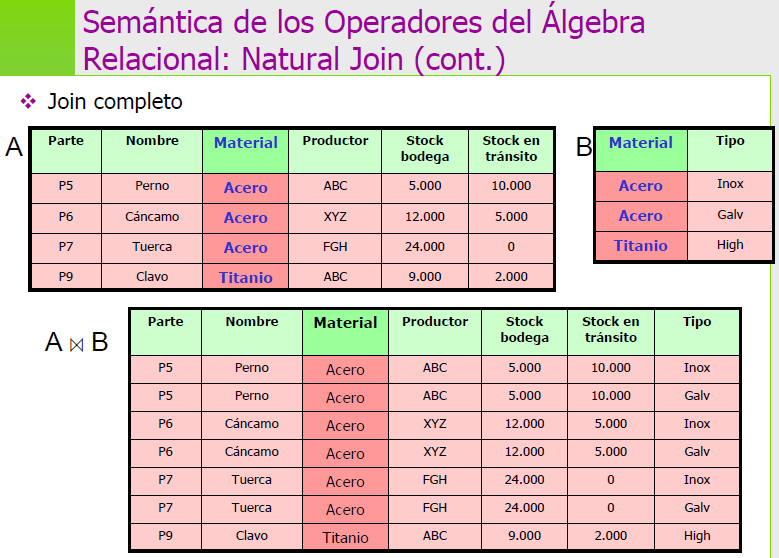 Semántica de los Operadores del Álgebra
Relacional: Natural Join (cont.)
❖ Join completo
A
Parte Nombre Material Productor Stock bodega Stock en tránsito
P5 Perno Acero ABC 5.000 10.000
P6 Cáncamo Acero XYZ 12.000 5.000
P7 Tuerca Acero FGH 24.000 0
P9 Clavo Titanio ABC 9.000 2.000
B
Material Tipo
Acero Inox
Acero Galv
Titanio High
A ⋈ B
Parte Nombre Material Productor Stock bodega Stock en tránsito Tipo
P5 Perno Acero ABC 5.000 10.000 Inox
P5 Perno Acero ABC 5.000 10.000 Galv
P6 Cáncamo Acero XYZ 12.000 5.000 Inox
P6 Cáncamo Acero XYZ 12.000 5.000 Galv
P7 Tuerca Acero FGH 24.000 0 Inox
P7 Tuerca Acero FGH 24.000 0 Galv
P9 Clavo Titanio ABC 9.000 2.000 High